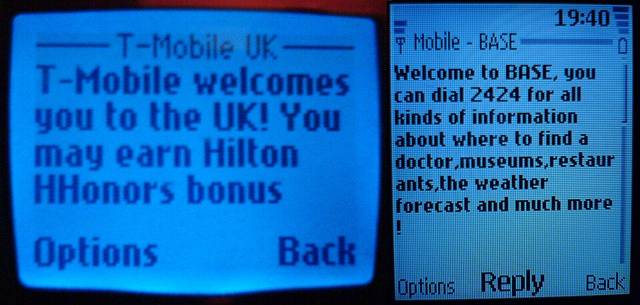 T-Mobile UK
T-Mobile welcomes
you to the UK! You
may earn Hilton
HHonors bonus
Options Back
19:40
Mobile - BASE
Welcome to BASE, you
can dial 2424 for all
kinds of information
about where to find a
doctor,museums,restaur
ants,the weather
forecast and much more
!
Options Reply Back